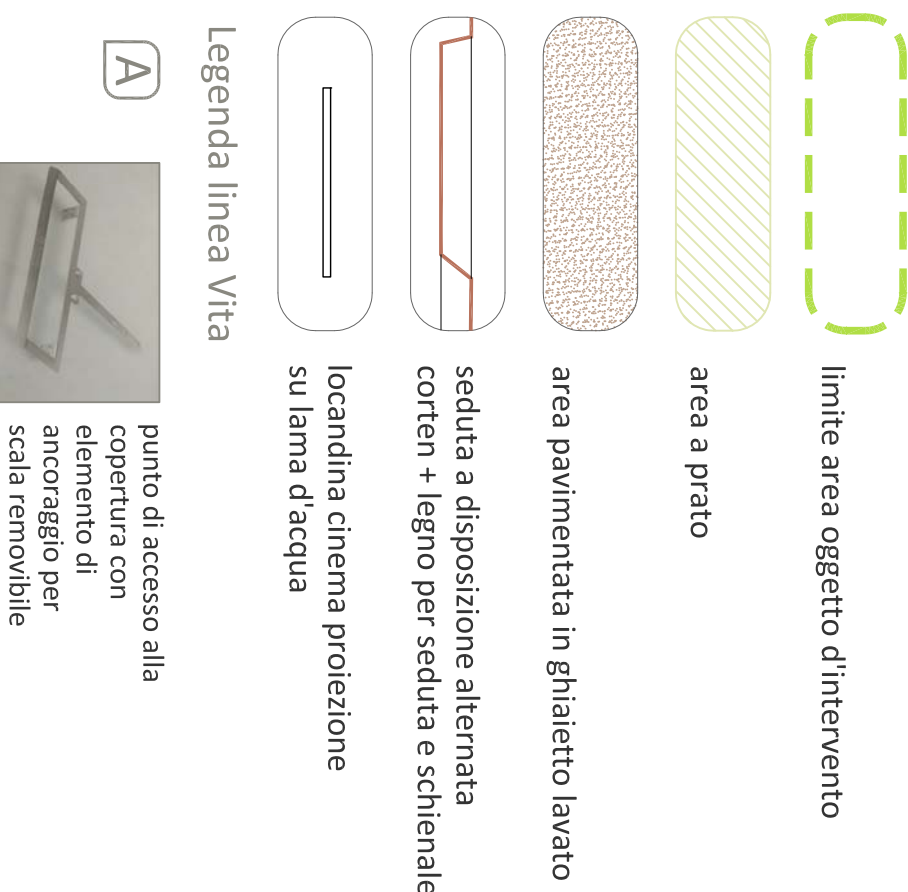 limite area oggetto d'intervento
area a prato
area pavimentata in ghiaietto lavato
seduta a disposizione alternata
corten + legno per seduta e schienale
locandina cinema proiezione
su lama d'acqua
Legenda linea Vita
A
punto di accesso alla
copertura con
elemento di
ancoraggio per
scala removibile